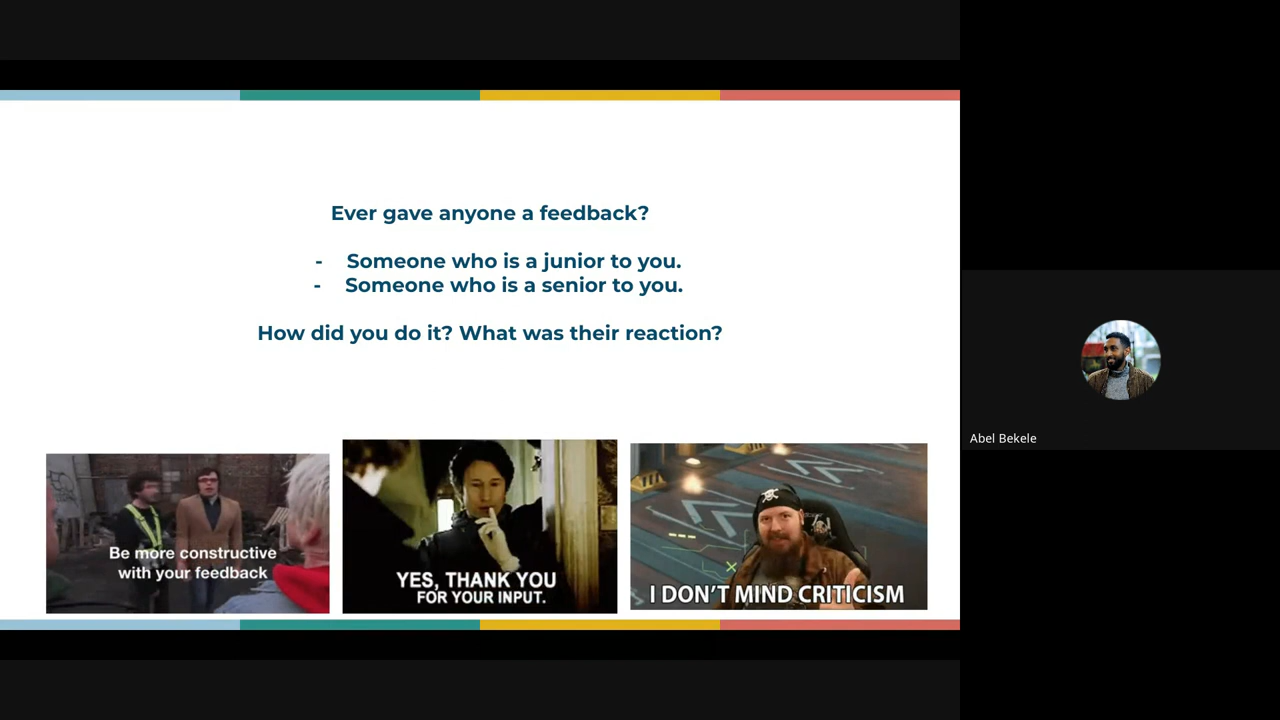 Ever gave anyone a feedback?
- Someone who is a junior to you.
- Someone who is a senior to you.
How did you do it? What was their reaction?
Be more constructive
with your feedback
YES, THANK YOU
FOR YOUR INPUT.
I DON'T MIND CRITICISM
Abel Bekele